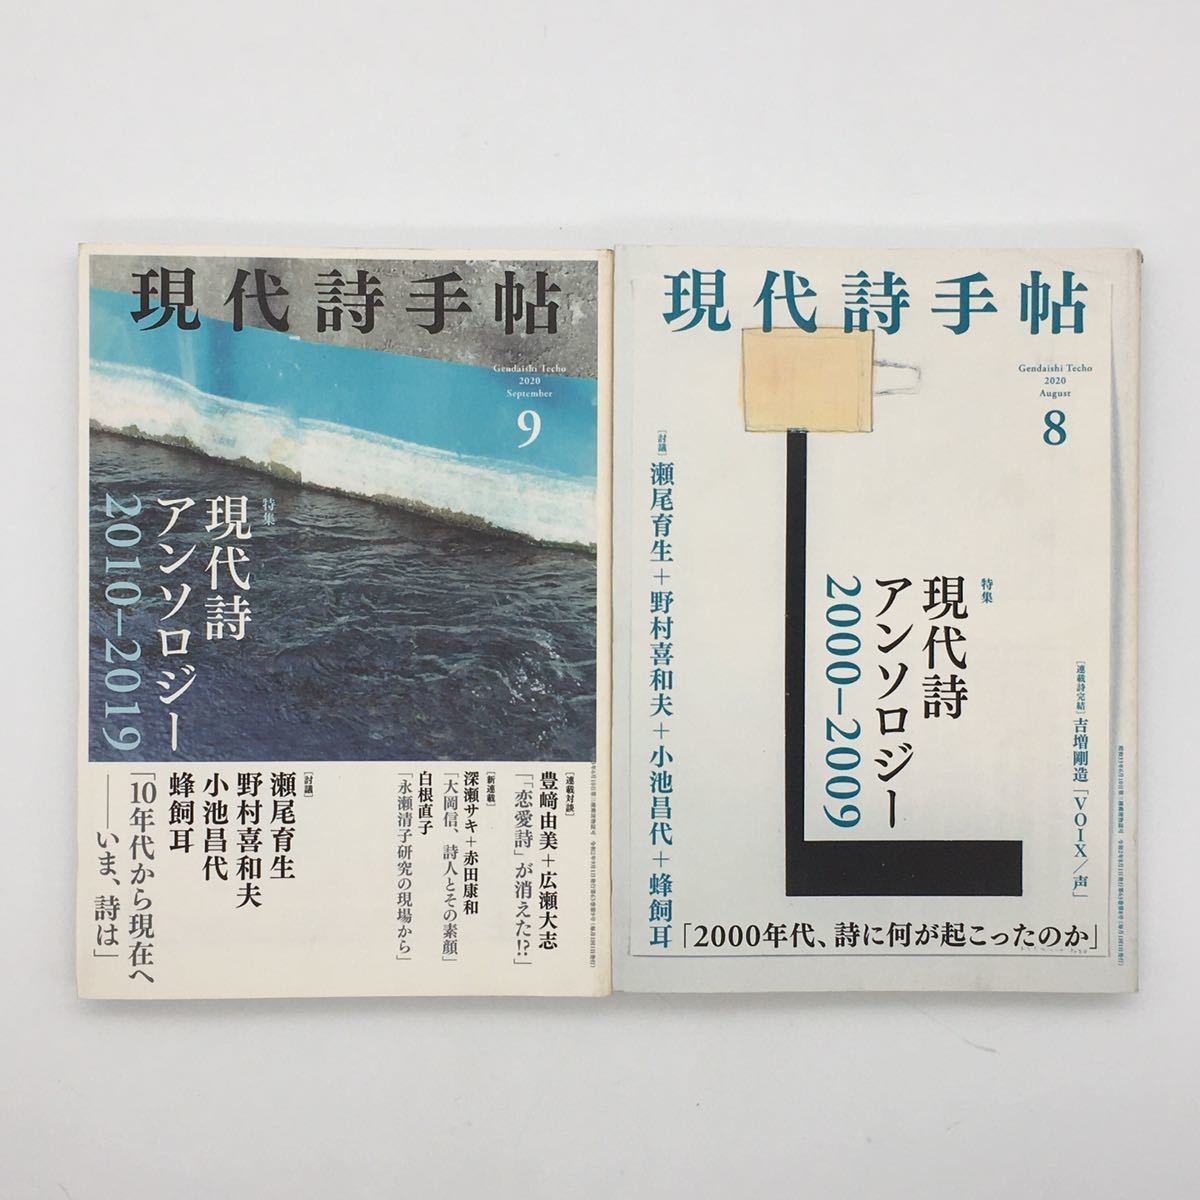 現代詩手帖
Gendaishi Techo
2020
September
9
特集
現代詩
アンソロジー
2010–2019
[連載対談]
豊﨑由美+広瀬大志
「「恋愛詩」が消えた!?」
[新連載]
深瀬サキ+赤田康和
「大岡信、詩人とその素顔」
白根直子
「永瀬清子研究の現場から」
[討議]
瀬尾育生
野村喜和夫
小池昌代
蜂飼耳
「10年代から現在へ
——いま、詩は」
現代詩手帖
Gendaishi Techo
2020
August
8
[連載詩完結]吉増剛造「VOIX/声」
特集
現代詩
アンソロジー
2000–2009
[討議]瀬尾育生+野村喜和夫+小池昌代+蜂飼耳
「2000年代、詩に何が起こったのか」